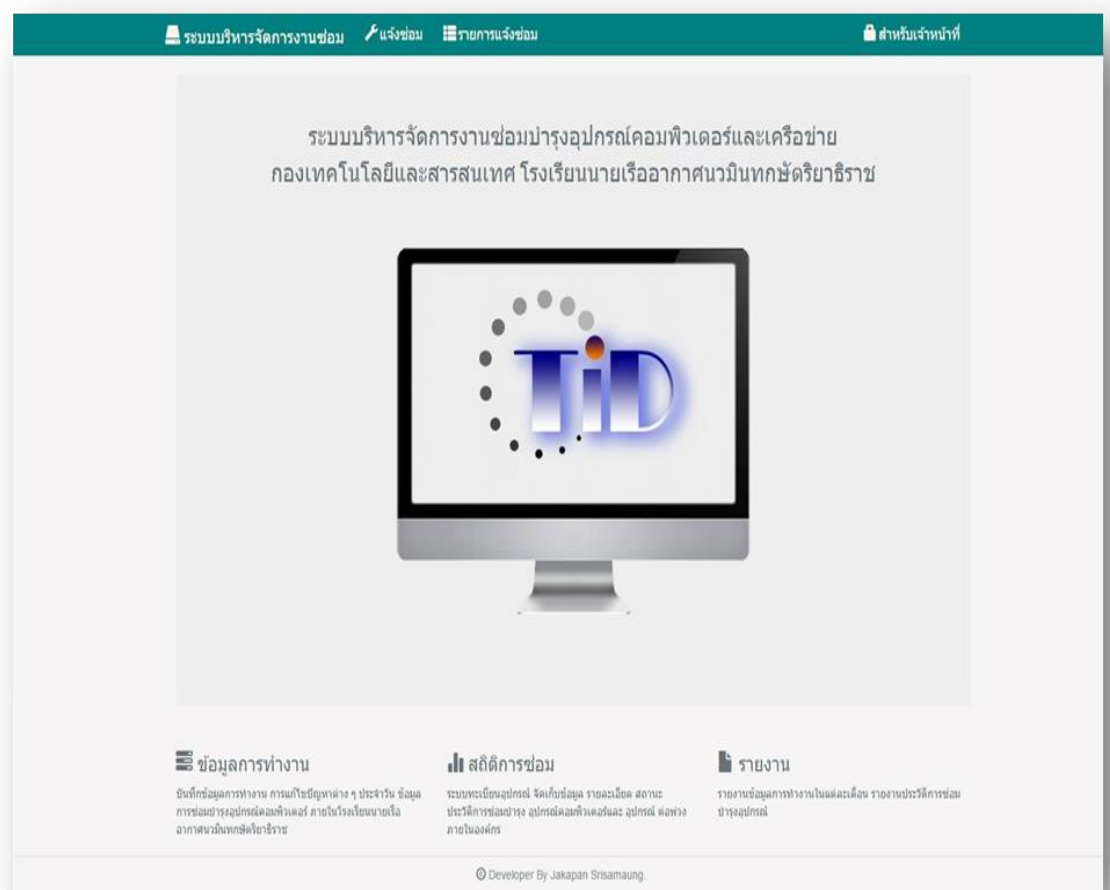 ระบบบริหารจัดการงานซ่อม แจ้งซ่อม รายการแจ้งซ่อม สำหรับเจ้าหน้าที่
ระบบบริหารจัดการงานซ่อมบำรุงอุปกรณ์คอมพิวเตอร์และเครือข่าย
กองเทคโนโลยีและสารสนเทศ โรงเรียนนายเรืออากาศนวมินทกษัตริยาธิราช
TiD
ข้อมูลการทำงาน
บันทึกข้อมูลการทำงาน การแก้ไขปัญหาต่าง ๆ ประจำวัน ข้อมูล
การซ่อมบำรุงอุปกรณ์คอมพิวเตอร์ ภายในโรงเรียนนายเรือ
อากาศนวมินทกษัตริยาธิราช
สถิติการซ่อม
ระบบทะเบียนอุปกรณ์ จัดเก็บข้อมูล รายละเอียด สถานะ
ประวัติการซ่อมบำรุง อุปกรณ์คอมพิวเตอร์และ อุปกรณ์ ต่อพ่วง
ภายในองค์กร
รายงาน
รายงานข้อมูลการทำงานในแต่ละเดือน รายงานประวัติการซ่อม
บำรุงอุปกรณ์
© Developer By Jakapan Srisamaung